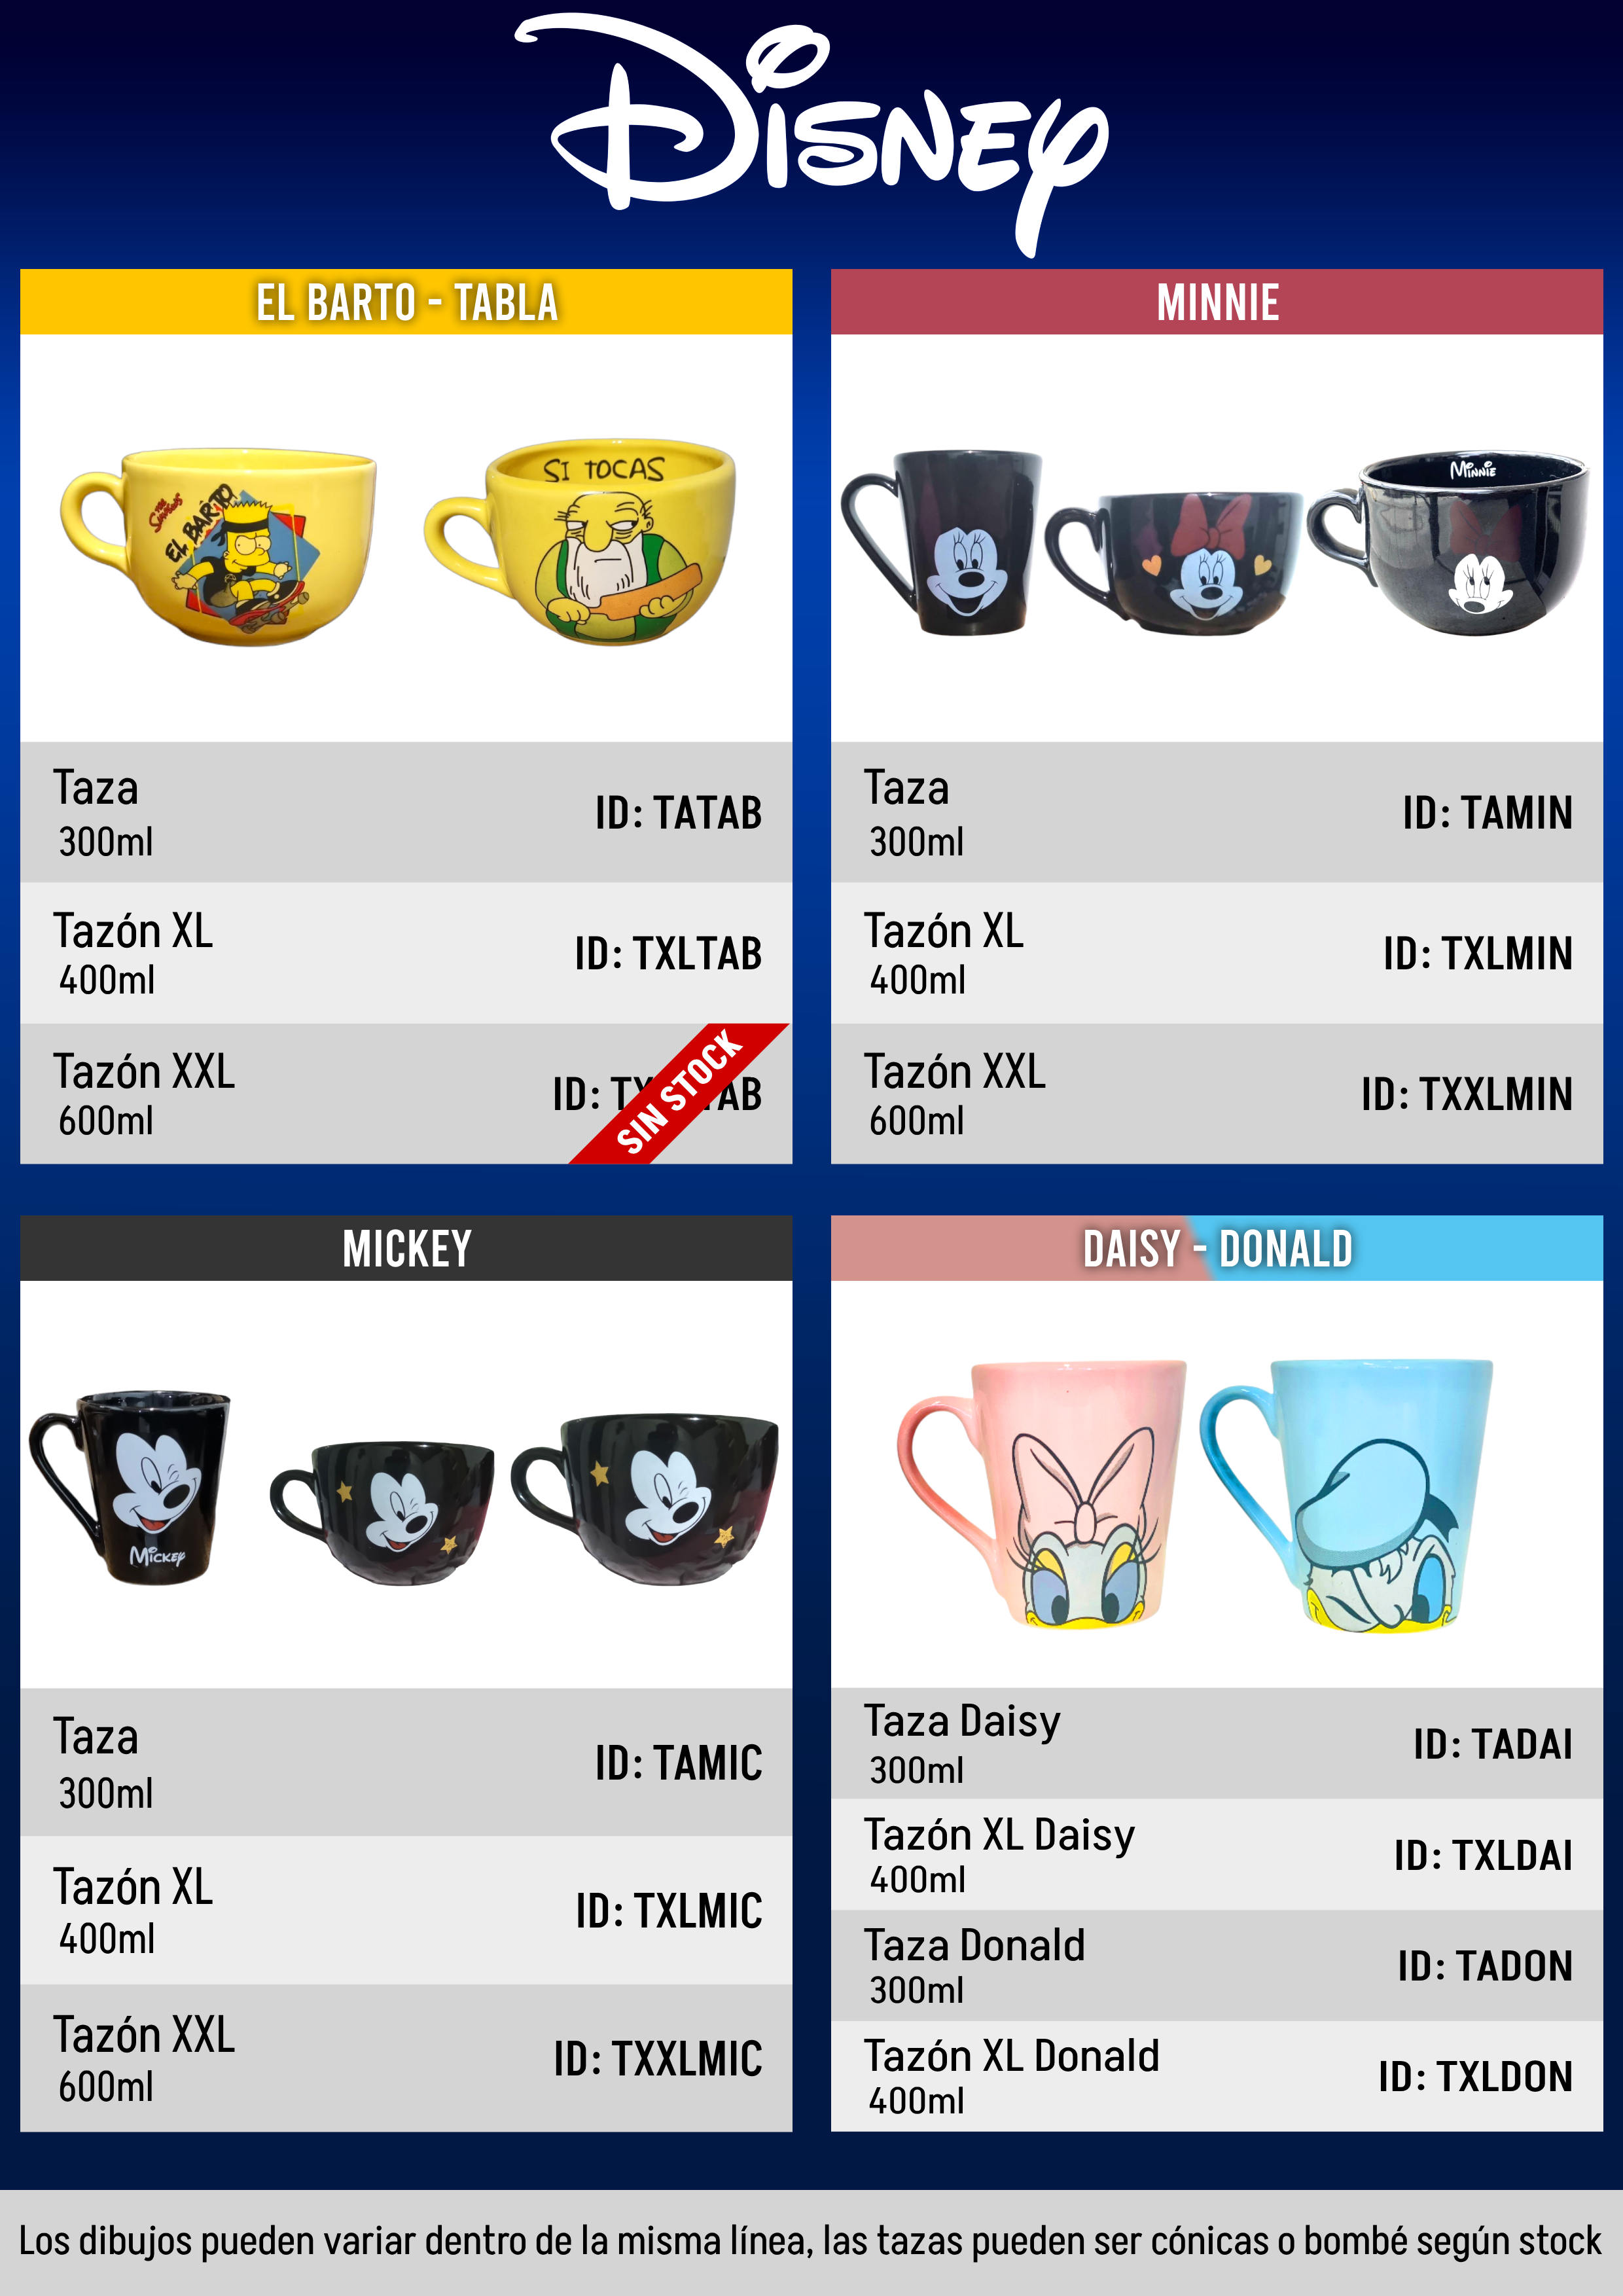 Disney
EL BARTO - TABLA
The Simpsons
EL BARTO
SI TOCAS
Taza
300ml
ID: TATAB
Tazón XL
400ml
ID: TXLTAB
Tazón XXL
600ml
ID:
SIN STOCK
MINNIE
Minnie
Taza
300ml
ID: TAMIN
Tazón XL
400ml
ID: TXLMIN
Tazón XXL
600ml
ID: TXXLMIN
MICKEY
Mickey
Taza
300ml
ID: TAMIC
Tazón XL
400ml
ID: TXLMIC
Tazón XXL
600ml
ID: TXXLMIC
DAISY - DONALD
Taza Daisy
300ml
ID: TADAI
Tazón XL Daisy
400ml
ID: TXLDAI
Taza Donald
300ml
ID: TADON
Tazón XL Donald
400ml
ID: TXLDON
Los dibujos pueden variar dentro de la misma línea, las tazas pueden ser cónicas o bombé según stock